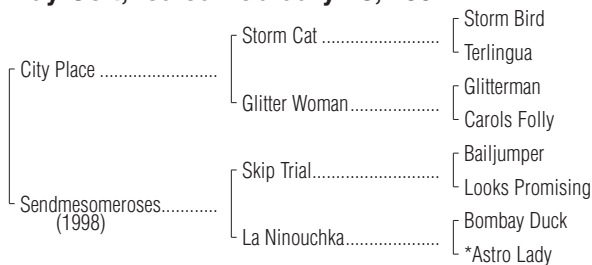 Storm Bird
Storm Cat ........................
Terlingua
City Place ........................
Glitterman
Glitter Woman..................
Carols Folly
Bailjumper
Skip Trial.........................
Looks Promising
Sendmesomeroses...........
(1998)
Bombay Duck
La Ninouchka...................
*Astro Lady